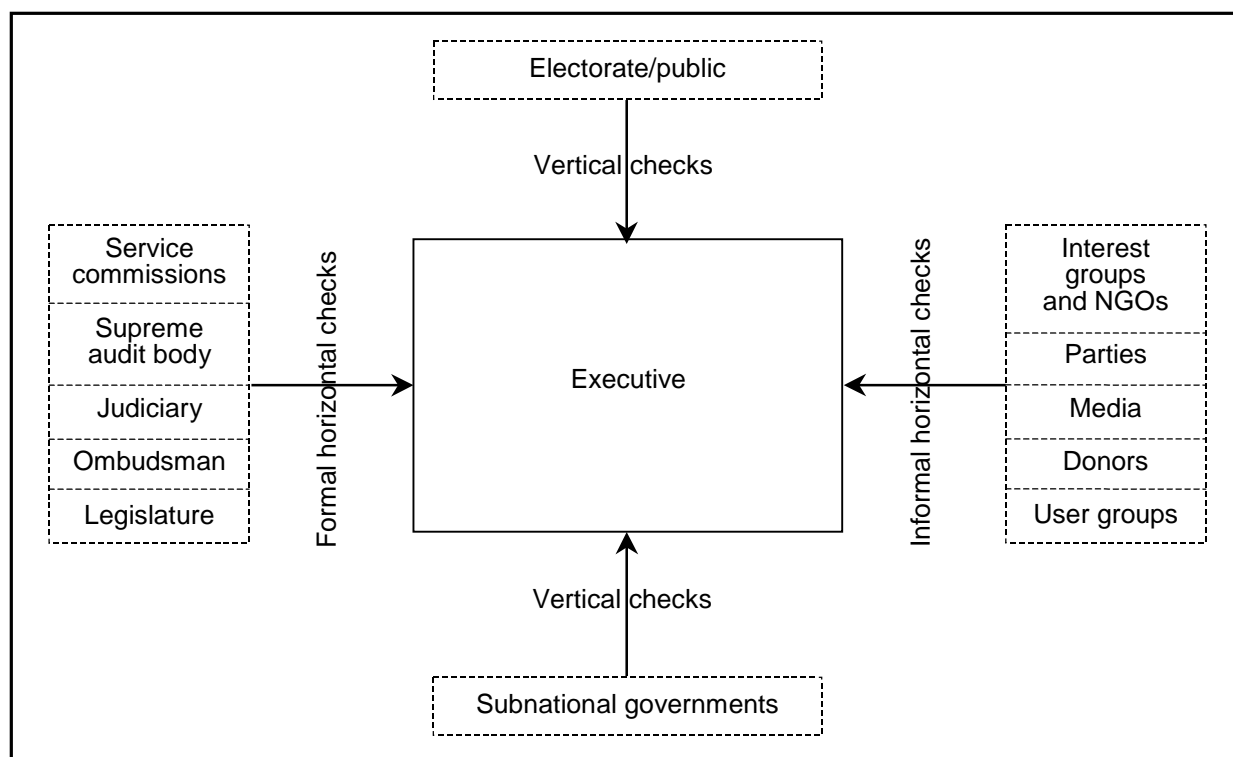 Electorate/public
Vertical checks
Service
commissions
Supreme
audit body
Judiciary
Ombudsman
Legislature
Formal horizontal checks
Executive
Informal horizontal checks
Interest
groups
and NGOs
Parties
Media
Donors
User groups
Vertical checks
Subnational governments